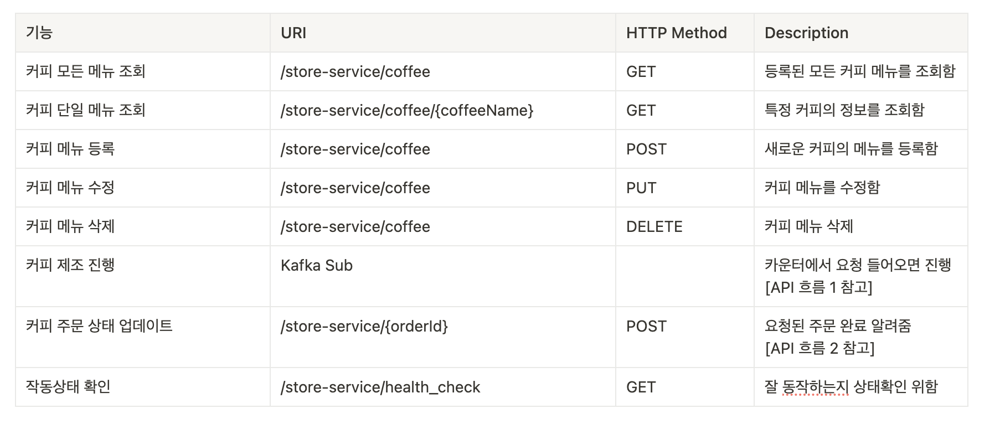 기능 URI HTTP Method Description
커피 모든 메뉴 조회 /store-service/coffee GET 등록된 모든 커피 메뉴를 조회함
커피 단일 메뉴 조회 /store-service/coffee/{coffeeName} GET 특정 커피의 정보를 조회함
커피 메뉴 등록 /store-service/coffee POST 새로운 커피의 메뉴를 등록함
커피 메뉴 수정 /store-service/coffee PUT 커피 메뉴를 수정함
커피 메뉴 삭제 /store-service/coffee DELETE 커피 메뉴 삭제
커피 제조 진행 Kafka Sub 카운터에서 요청 들어오면 진행
[API 흐름 1 참고]
커피 주문 상태 업데이트 /store-service/{orderId} POST 요청된 주문 완료 알려줌
[API 흐름 2 참고]
작동상태 확인 /store-service/health_check GET 잘 동작하는지 상태확인 위함